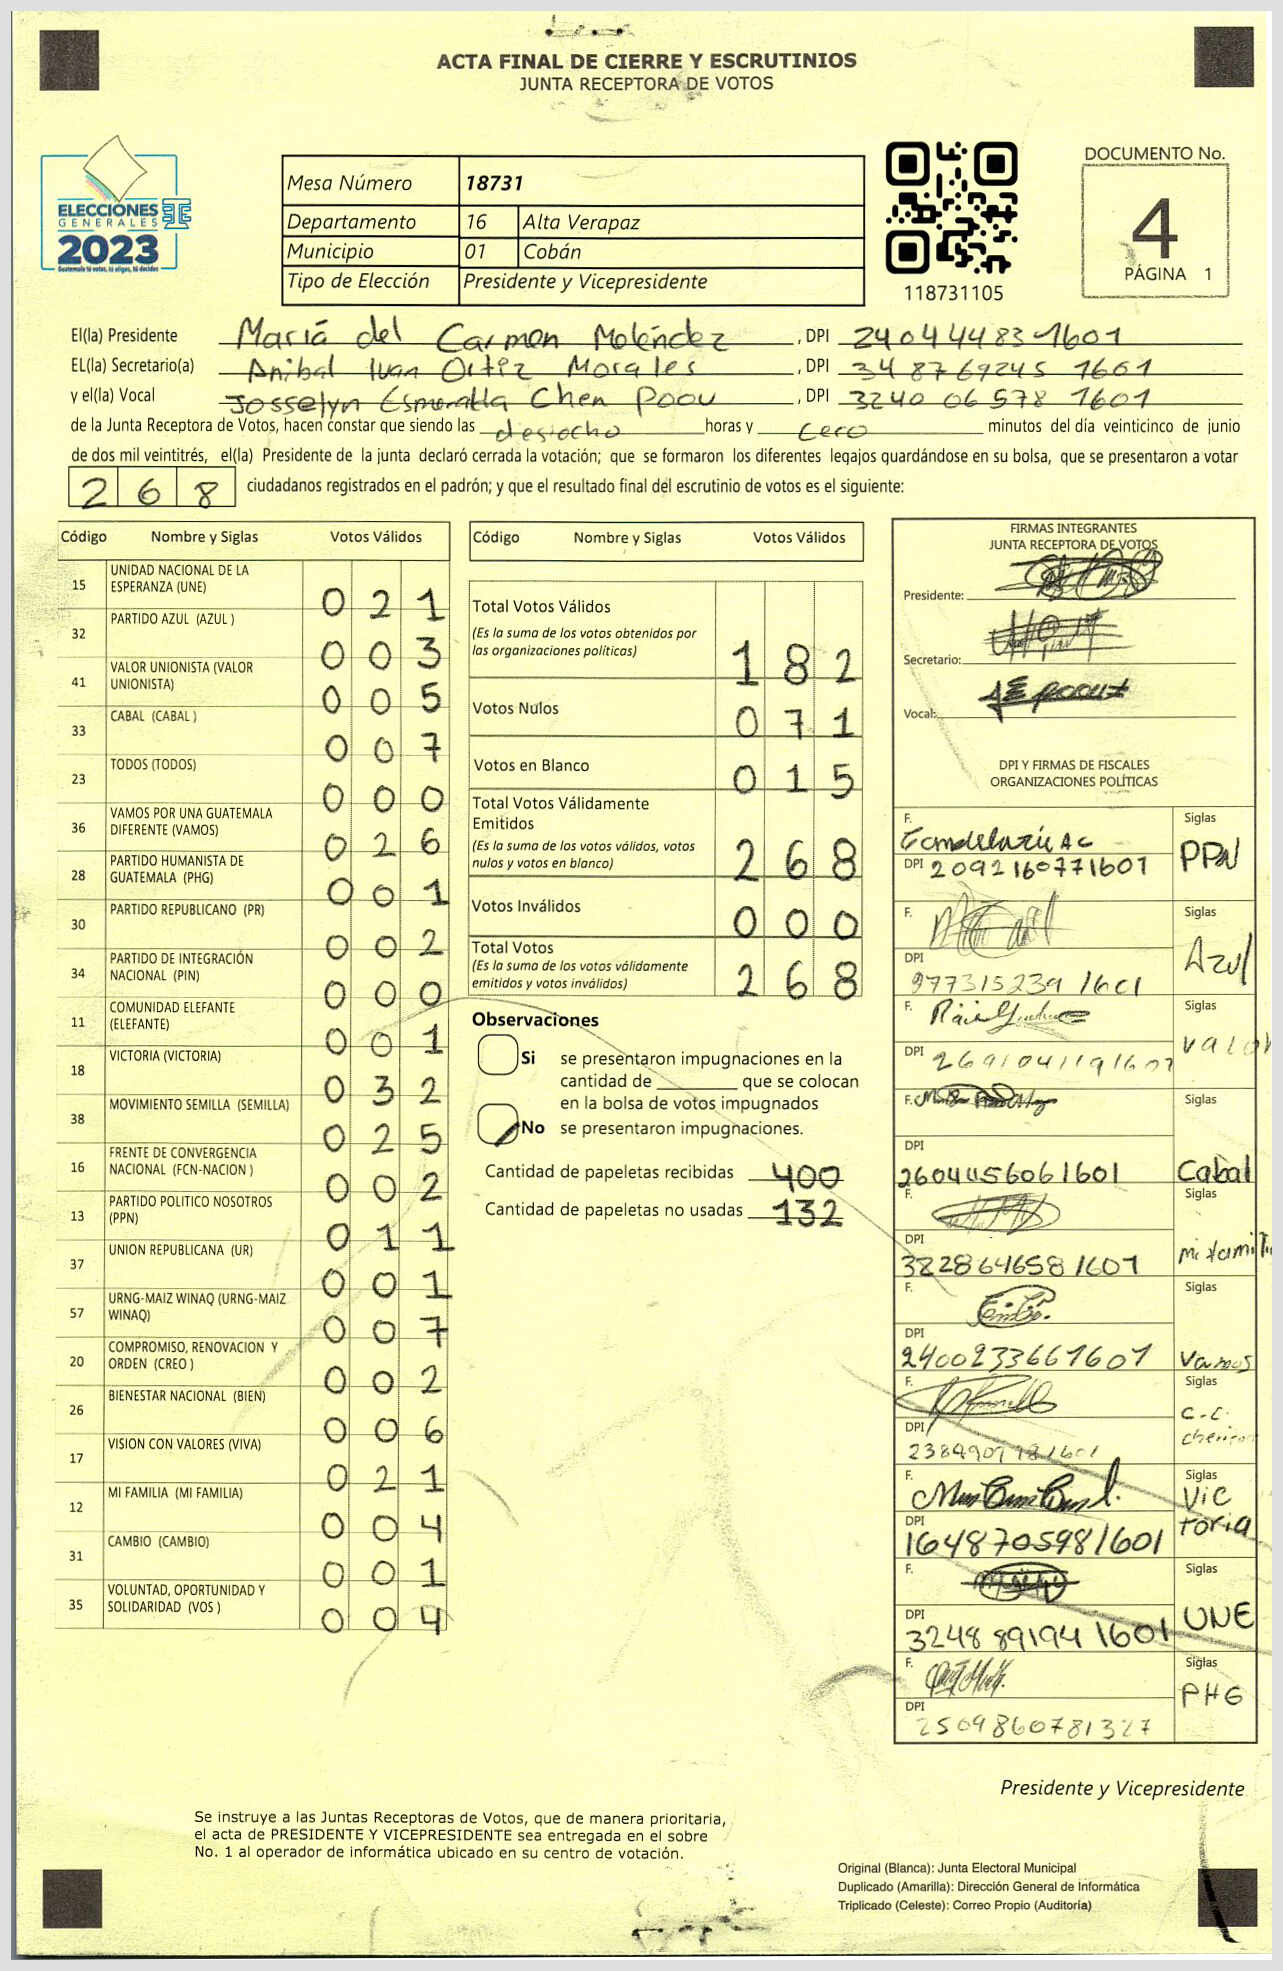 ACTA FINAL DE CIERRE Y ESCRUTINIOS
JUNTA RECEPTORA DE VOTOS
ELECCIONES
GENERALES
2023
Guatemala tú votas, tú eliges, tú decides
Mesa Número 18731
Departamento 16 Alta Verapaz
Municipio 01 Cobán
Tipo de Elección Presidente y Vicepresidente
118731105
DOCUMENTO No.
4
PÁGINA 1
El(la) Presidente Mariá del Carmen Meléndez, DPI 2404448391601
EL(la) Secretario(a) Anibal Ivan Ortiz Morales, DPI 348769245 1601
y el(la) Vocal Josselyn Esmeralda Chen Poou, DPI 3240 06578 1601
de la Junta Receptora de Votos, hacen constar que siendo las desiocho horas y cero minutos del día veinticinco de junio
de dos mil veintitrés, el(la) Presidente de la junta declaró cerrada la votación; que se formaron los diferentes legajos guardándose en su bolsa, que se presentaron a votar
268 ciudadanos registrados en el padrón; y que el resultado final del escrutinio de votos es el siguiente:
Código Nombre y Siglas Votos Válidos
15 UNIDAD NACIONAL DE LA
ESPERANZA (UNE) 021
32 PARTIDO AZUL (AZUL ) 003
41 VALOR UNIONISTA (VALOR
UNIONISTA) 005
33 CABAL (CABAL ) 007
23 TODOS (TODOS) 000
36 VAMOS POR UNA GUATEMALA
DIFERENTE (VAMOS) 026
28 PARTIDO HUMANISTA DE
GUATEMALA (PHG) 001
30 PARTIDO REPUBLICANO (PR) 002
34 PARTIDO DE INTEGRACIÓN
NACIONAL (PIN) 000
11 COMUNIDAD ELEFANTE
(ELEFANTE) 001
18 VICTORIA (VICTORIA) 032
38 MOVIMIENTO SEMILLA (SEMILLA) 025
16 FRENTE DE CONVERGENCIA
NACIONAL (FCN-NACION ) 002
13 PARTIDO POLITICO NOSOTROS
(PPN) 011
37 UNION REPUBLICANA (UR) 001
57 URNG-MAIZ WINAQ (URNG-MAIZ
WINAQ) 007
20 COMPROMISO, RENOVACION Y
ORDEN (CREO ) 002
26 BIENESTAR NACIONAL (BIEN) 006
17 VISION CON VALORES (VIVA) 021
12 MI FAMILIA (MI FAMILIA) 004
31 CAMBIO (CAMBIO) 001
35 VOLUNTAD, OPORTUNIDAD Y
SOLIDARIDAD (VOS ) 004
Código Nombre y Siglas Votos Válidos
Total Votos Válidos
(Es la suma de los votos obtenidos por
las organizaciones políticas) 182
Votos Nulos 071
Votos en Blanco 015
Total Votos Válidamente
Emitidos
(Es la suma de los votos válidos, votos
nulos y votos en blanco) 268
Votos Inválidos 000
Total Votos
(Es la suma de los votos válidamente
emitidos y votos inválidos) 268
Observaciones
Si se presentaron impugnaciones en la
cantidad de ________ que se colocan
en la bolsa de votos impugnados
No se presentaron impugnaciones.
Cantidad de papeletas recibidas 400
Cantidad de papeletas no usadas 132
FIRMAS INTEGRANTES
JUNTA RECEPTORA DE VOTOS
Presidente:
Secretario:
Vocal:
DPI Y FIRMAS DE FISCALES
ORGANIZACIONES POLÍTICAS
F. Siglas
PPN
DPI 2092160771601
F. Siglas
Azul
DPI 977315239 1601
F. Siglas
Valor
DPI 2691041191607
F. Siglas
DPI
2604456061601 Cabal
F. Siglas
DPI mi family
3228646581601
F. Siglas
DPI
2400233661601 Vamos
F. Siglas
C.C.
DPI
2384909781601
F. Siglas
Victoria
DPI
1648705981601
F. Siglas
UNE
DPI
3248 89194 1601
F. Siglas
PHG
DPI
2509860781327
Presidente y Vicepresidente
Se instruye a las Juntas Receptoras de Votos, que de manera prioritaria,
el acta de PRESIDENTE Y VICEPRESIDENTE sea entregada en el sobre
No. 1 al operador de informática ubicado en su centro de votación.
Original (Blanca): Junta Electoral Municipal
Duplicado (Amarilla): Dirección General de Informática
Triplicado (Celeste): Correo Propio (Auditoría)